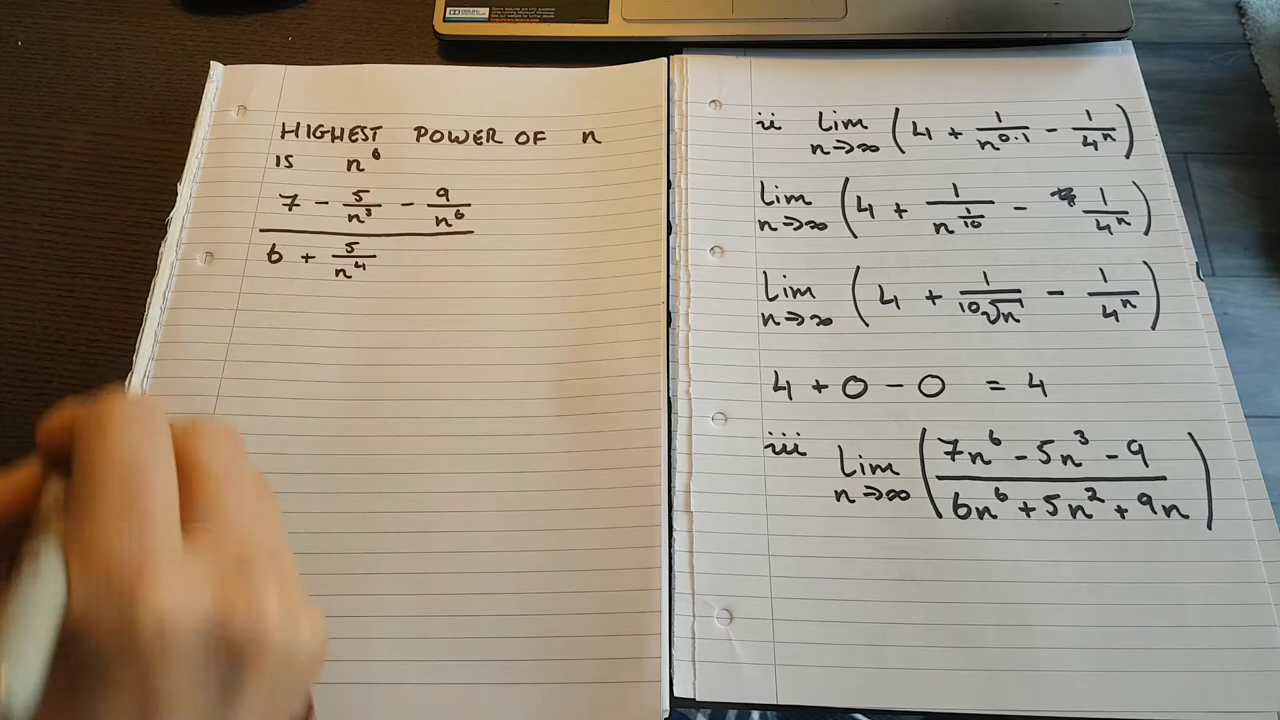 HIGHEST POWER OF n
is n⁶
7 - 5/n³ - 9/n⁶
6 + 5/n⁴
ii Lim n→∞ (4 + 1/n^0.1 - 1/4ⁿ)
Lim n→∞ (4 + 1/n^(1/10) - 1/4ⁿ)
Lim n→∞ (4 + 1/¹⁰√n - 1/4ⁿ)
4 + 0 - 0 = 4
iii Lim n→∞ (7n⁶ - 5n³ - 9 / 6n⁶ + 5n² + 9n)